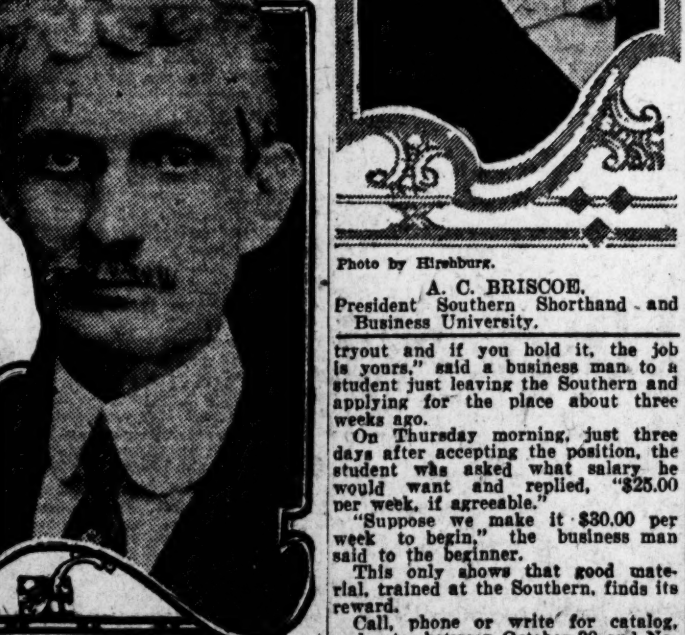 Photo by Hirshburg.
A. C. BRISCOE.
President Southern Shorthand and
Business University.
tryout and if you hold it, the job
is yours," said a business man to a
student just leaving the Southern and
applying for the place about three
weeks ago.
On Thursday morning, just three
days after accepting the position, the
student was asked what salary he
would want and replied, "$25.00
per week, if agreeable."
"Suppose we make it $30.00 per
week to begin," the business man
said to the beginner.
This only shows that good mate-
rial, trained at the Southern, finds its
reward.
Call, phone or write for catalog,